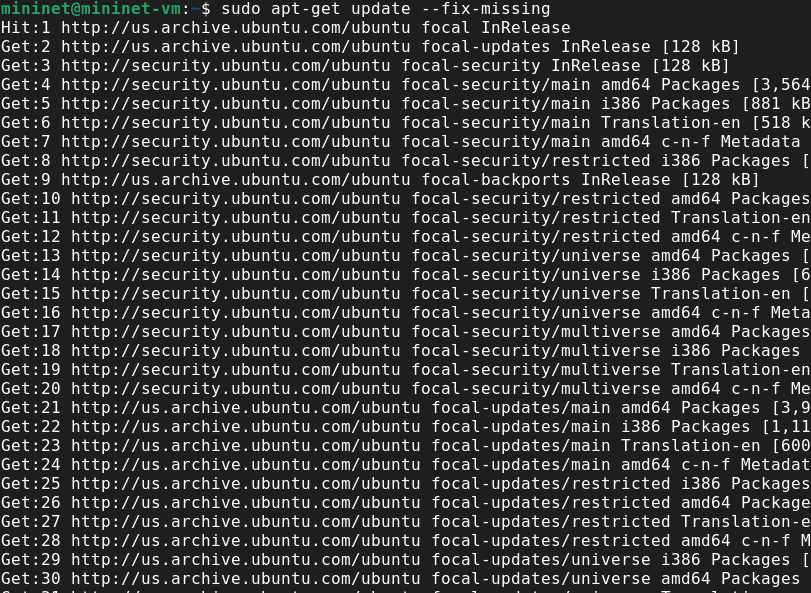 mininet@mininet-vm:~$ sudo apt-get update --fix-missing
Hit:1 http://us.archive.ubuntu.com/ubuntu focal InRelease
Get:2 http://us.archive.ubuntu.com/ubuntu focal-updates InRelease [128 kB]
Get:3 http://security.ubuntu.com/ubuntu focal-security InRelease [128 kB]
Get:4 http://security.ubuntu.com/ubuntu focal-security/main amd64 Packages [3,564
Get:5 http://security.ubuntu.com/ubuntu focal-security/main i386 Packages [881 kB
Get:6 http://security.ubuntu.com/ubuntu focal-security/main Translation-en [518 k
Get:7 http://security.ubuntu.com/ubuntu focal-security/main amd64 c-n-f Metadata
Get:8 http://security.ubuntu.com/ubuntu focal-security/restricted i386 Packages [
Get:9 http://us.archive.ubuntu.com/ubuntu focal-backports InRelease [128 kB]
Get:10 http://security.ubuntu.com/ubuntu focal-security/restricted amd64 Packages
Get:11 http://security.ubuntu.com/ubuntu focal-security/restricted Translation-en
Get:12 http://security.ubuntu.com/ubuntu focal-security/restricted amd64 c-n-f Me
Get:13 http://security.ubuntu.com/ubuntu focal-security/universe amd64 Packages [
Get:14 http://security.ubuntu.com/ubuntu focal-security/universe i386 Packages [6
Get:15 http://security.ubuntu.com/ubuntu focal-security/universe Translation-en [
Get:16 http://security.ubuntu.com/ubuntu focal-security/universe amd64 c-n-f Meta
Get:17 http://security.ubuntu.com/ubuntu focal-security/multiverse amd64 Packages
Get:18 http://security.ubuntu.com/ubuntu focal-security/multiverse i386 Packages
Get:19 http://security.ubuntu.com/ubuntu focal-security/multiverse Translation-en
Get:20 http://security.ubuntu.com/ubuntu focal-security/multiverse amd64 c-n-f Me
Get:21 http://us.archive.ubuntu.com/ubuntu focal-updates/main amd64 Packages [3,9
Get:22 http://us.archive.ubuntu.com/ubuntu focal-updates/main i386 Packages [1,11
Get:23 http://us.archive.ubuntu.com/ubuntu focal-updates/main Translation-en [600
Get:24 http://us.archive.ubuntu.com/ubuntu focal-updates/main amd64 c-n-f Metadat
Get:25 http://us.archive.ubuntu.com/ubuntu focal-updates/restricted i386 Packages
Get:26 http://us.archive.ubuntu.com/ubuntu focal-updates/restricted amd64 Package
Get:27 http://us.archive.ubuntu.com/ubuntu focal-updates/restricted Translation-e
Get:28 http://us.archive.ubuntu.com/ubuntu focal-updates/restricted amd64 c-n-f M
Get:29 http://us.archive.ubuntu.com/ubuntu focal-updates/universe i386 Packages [
Get:30 http://us.archive.ubuntu.com/ubuntu focal-updates/universe amd64 Packages